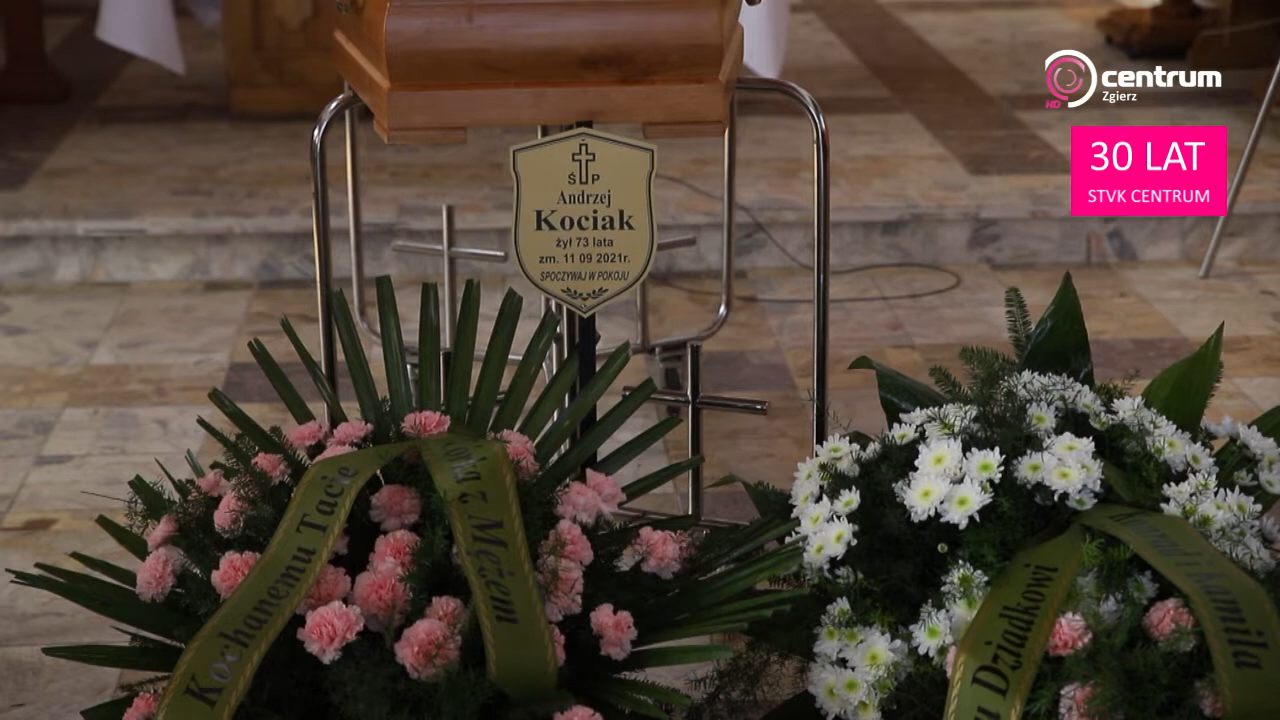 centrum
HD
Zgierz
30 LAT
STVK CENTRUM
Ś P
Andrzej
Kociak
żył 73 lata
zm. 11 09 2021r.
SPOCZYWAJ W POKOJU
Kochanemu Tacie
z Mężem
Dziadkowi
i Kamila